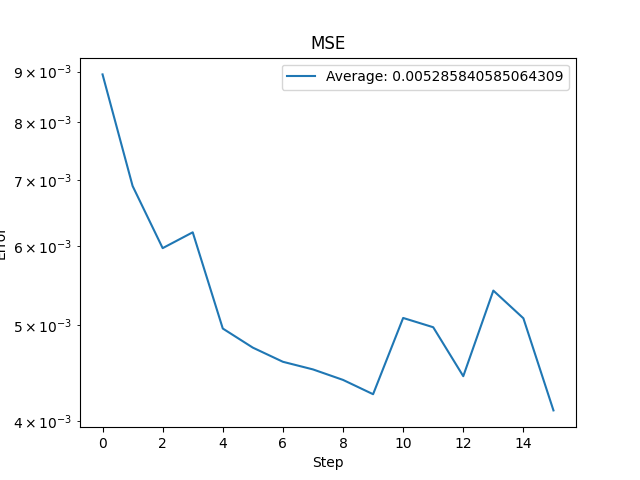 MSE
Average: 0.005285840585064309
9 × 10⁻³
8 × 10⁻³
7 × 10⁻³
6 × 10⁻³
5 × 10⁻³
4 × 10⁻³
Error
0 2 4 6 8 10 12 14
Step